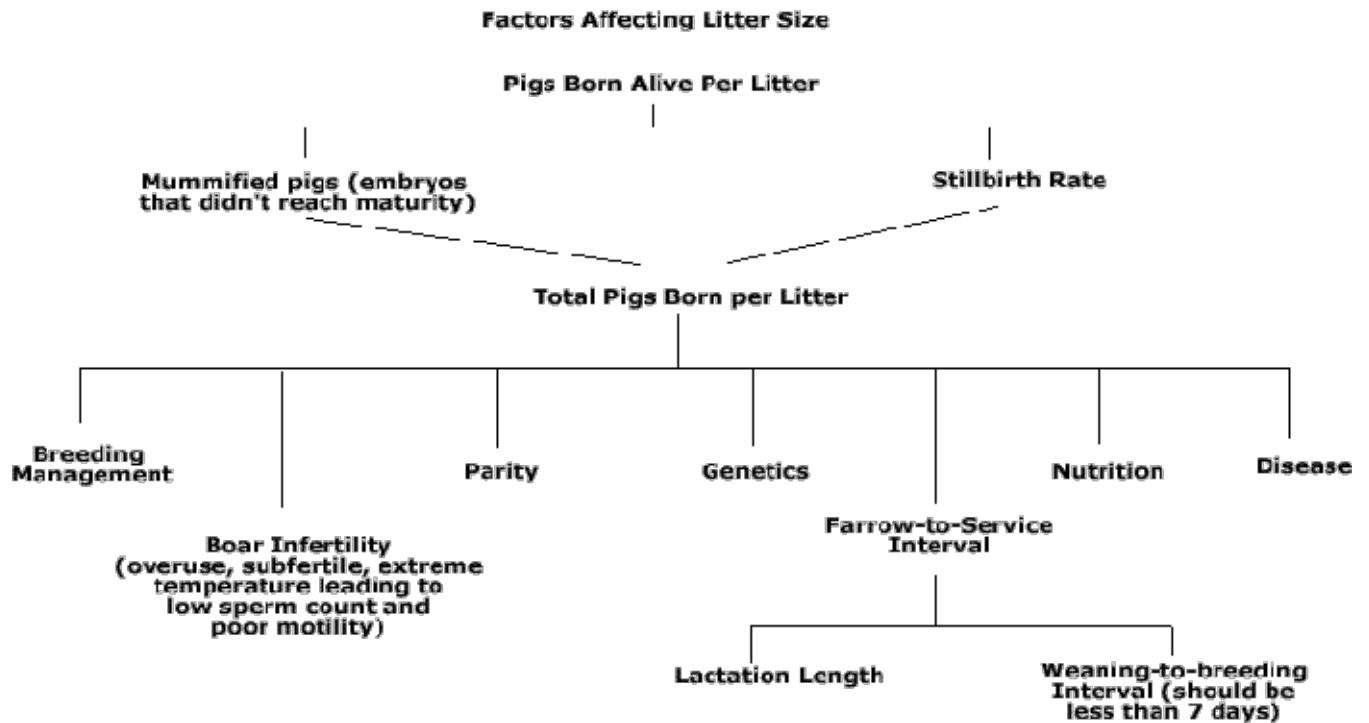 Factors Affecting Litter Size
Pigs Born Alive Per Litter
Mummified pigs (embryos
that didn't reach maturity)
Stillbirth Rate
Total Pigs Born per Litter
Breeding
Management
Boar Infertility
(overuse, subfertile, extreme
temperature leading to
low sperm count and
poor motility)
Parity
Genetics
Farrow-to-Service
Interval
Nutrition
Disease
Lactation Length
Weaning-to-breeding
Interval (should be
less than 7 days)